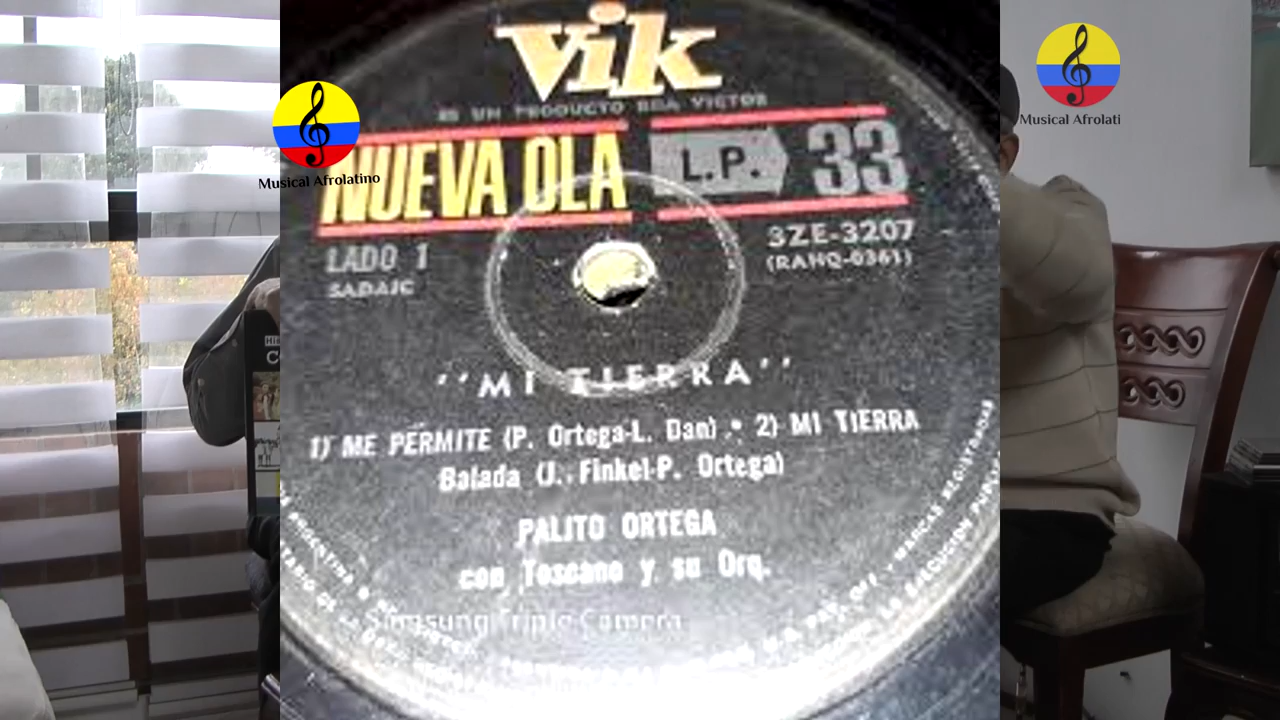 Vik
ES UN PRODUCTO RCA VICTOR
NUEVA OLA
L.P. 33
LADO 1
SADAIC
3ZE-3207
(RAHQ-0361)
''MI TIERRA''
1) ME PERMITE (P. Ortega-L. Dan) • 2) MI TIERRA
Balada (J. Finkel-P. Ortega)
PALITO ORTEGA
con Toscano y su Orq.
Samsung Triple Camera
MARCAS REGISTRADAS
Musical Afrolatino
Musical Afrolati